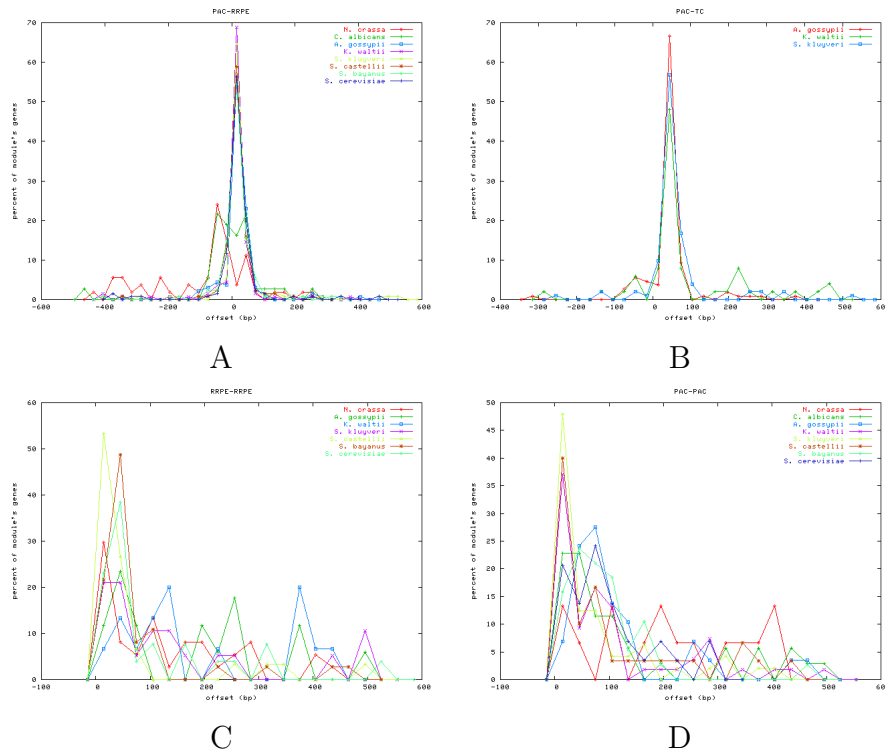 PAC-RRPE
N. crassa
C. albicans
A. gossypii
K. waltii
S. kluyveri
S. castellii
S. bayanus
S. cerevisiae
percent of module's genes
70
60
50
40
30
20
10
0
-600 -400 -200 0 200 400 600
offset (bp)
A
PAC-TC
A. gossypii
K. waltii
S. kluyveri
percent of module's genes
70
60
50
40
30
20
10
0
-400 -300 -200 -100 0 100 200 300 400 500 60
offset (bp)
B
RRPE-RRPE
N. crassa
A. gossypii
K. waltii
S. kluyveri
S. castellii
S. bayanus
S. cerevisiae
percent of module's genes
60
50
40
30
20
10
0
-100 0 100 200 300 400 500 600
offset (bp)
C
PAC-PAC
N. crassa
C. albicans
A. gossypii
K. waltii
S. kluyveri
S. castellii
S. bayanus
S. cerevisiae
percent of module's genes
50
45
40
35
30
25
20
15
10
5
0
-100 0 100 200 300 400 500 600
offset (bp)
D